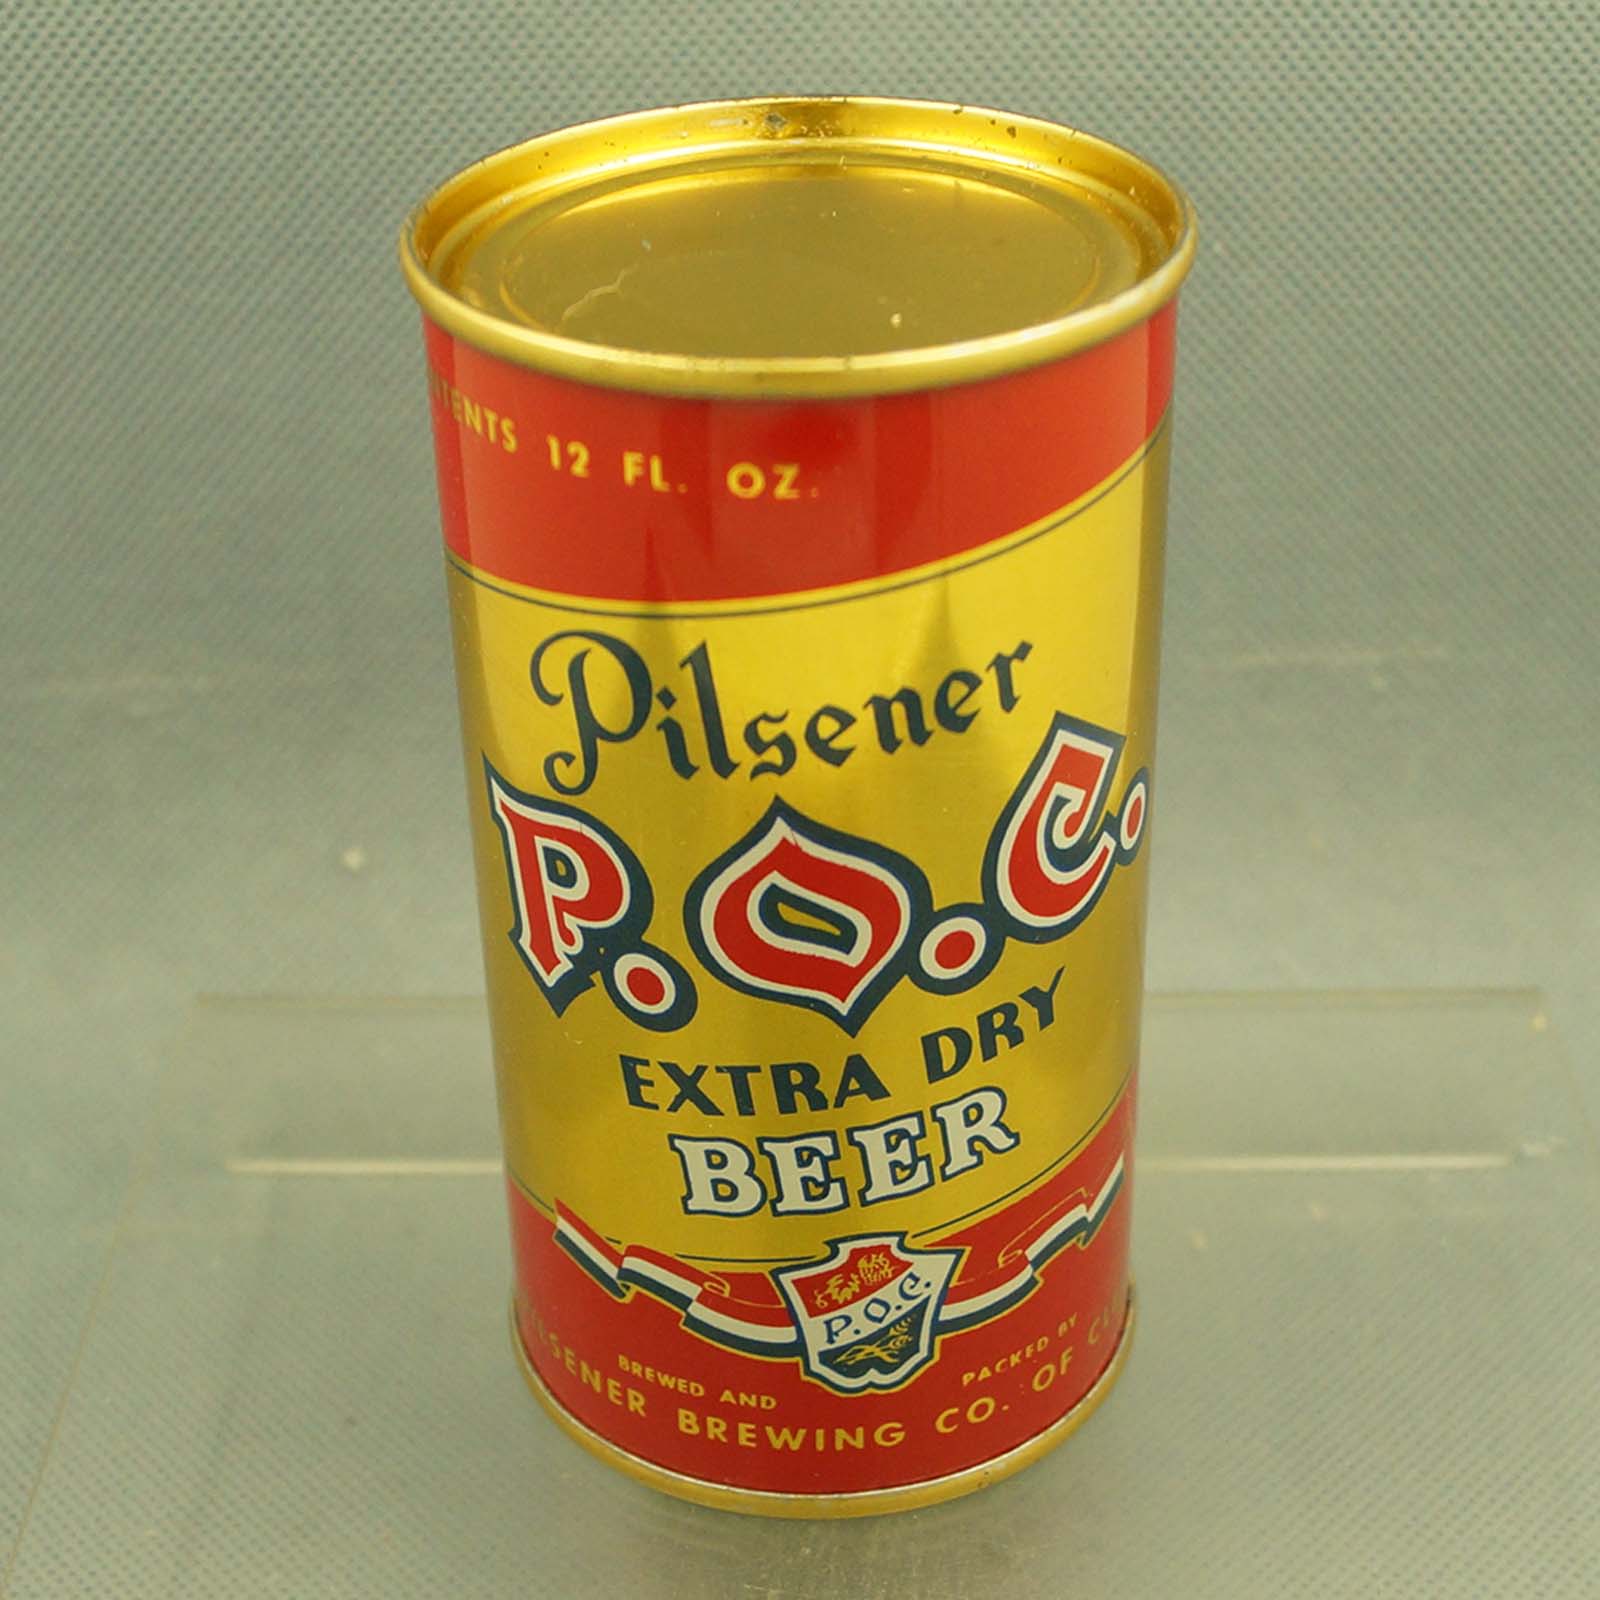 12 FL. OZ.
Pilsener
P.O.C.
EXTRA DRY
BEER
P.O.C.
BREWED AND PACKED BY
BREWING CO. OF